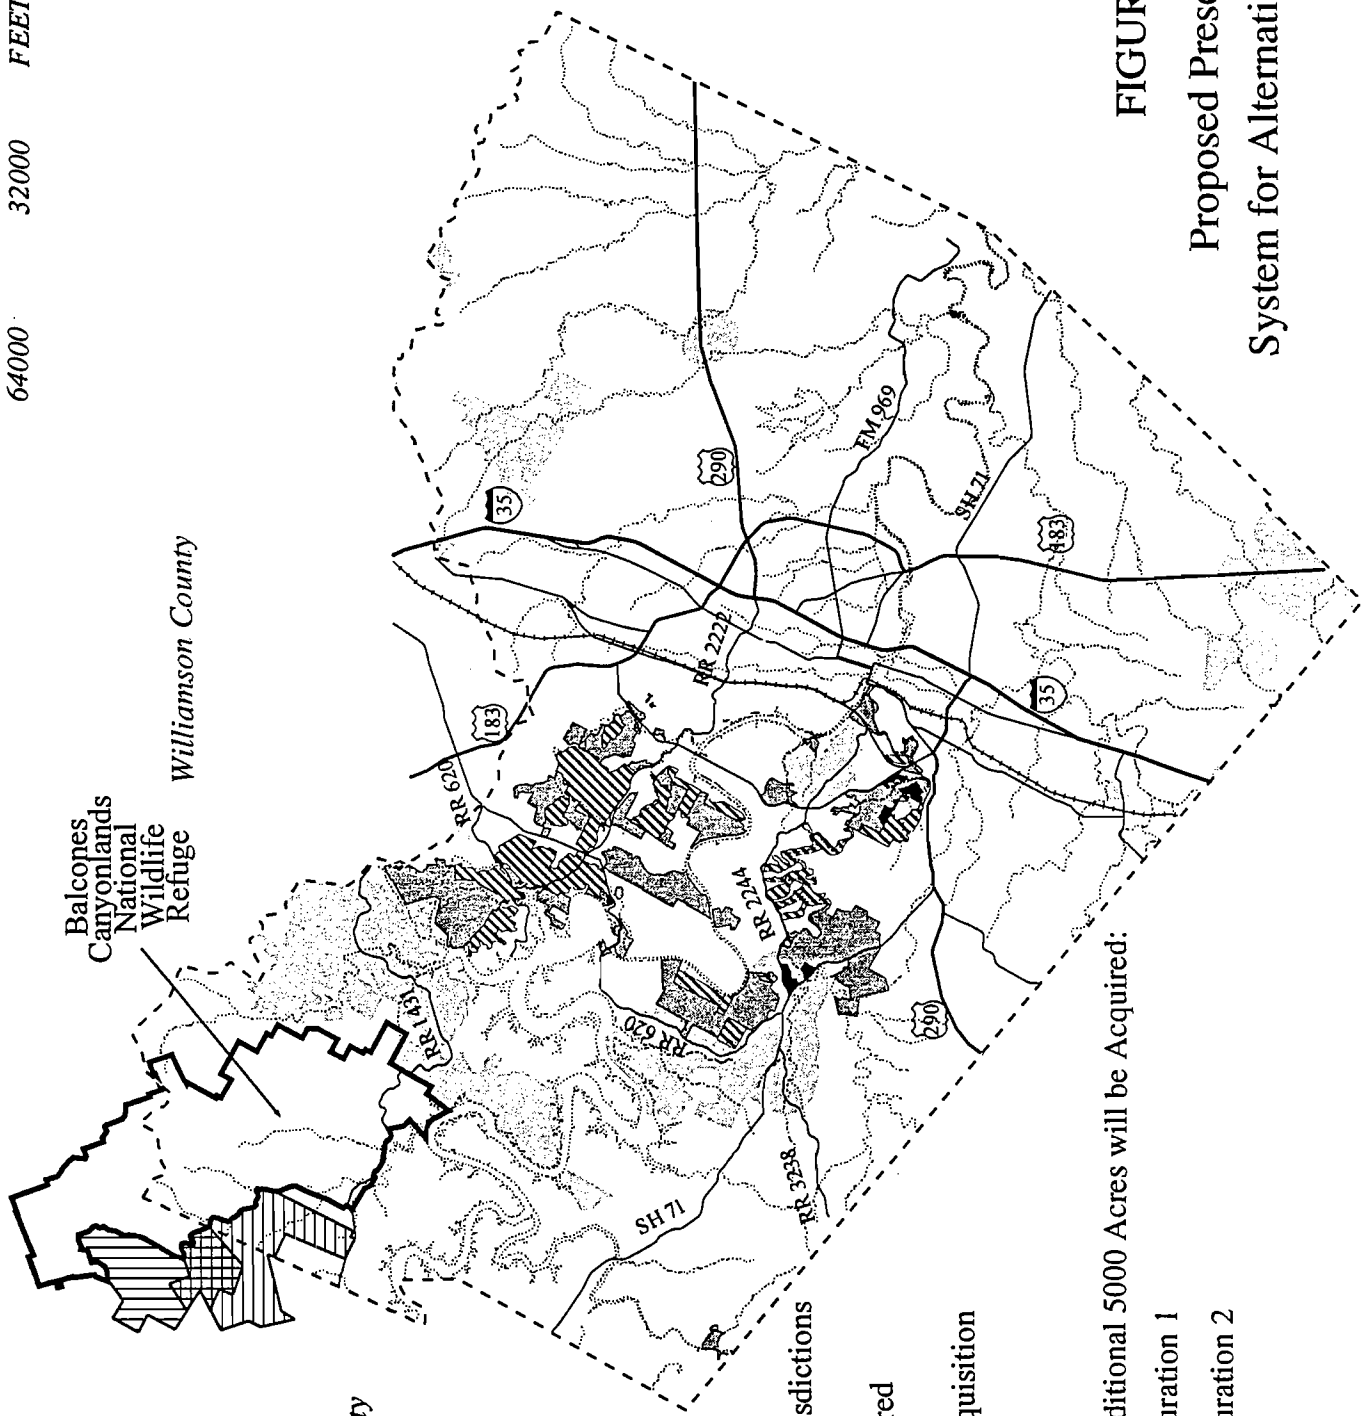 64000 32000 FEET
Williamson County
Balcones
Canyonlands
National
Wildlife
Refuge
RR 620
183
35
290
RR 2222
FM 969
SH 71
183
35
RR 1431
RR 620
RR 2244
290
SH 71
RR 3238
sdictions
red
quisition
ditional 5000 Acres will be Acquired:
uration 1
uration 2
ty
FIGUR
Proposed Prese
System for Alternati